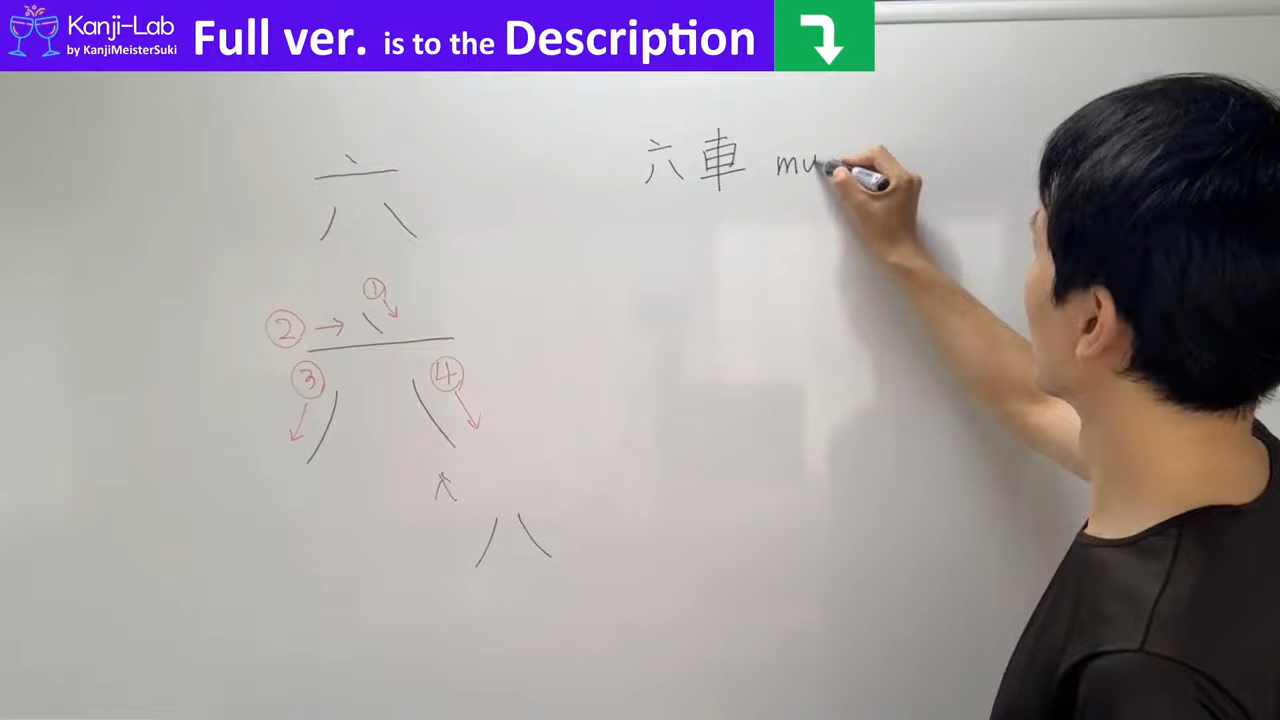 Kanji-Lab
by KanjiMeisterSuki
Full ver. is to the Description
六
六車 mu
① 
② →
③
④
八